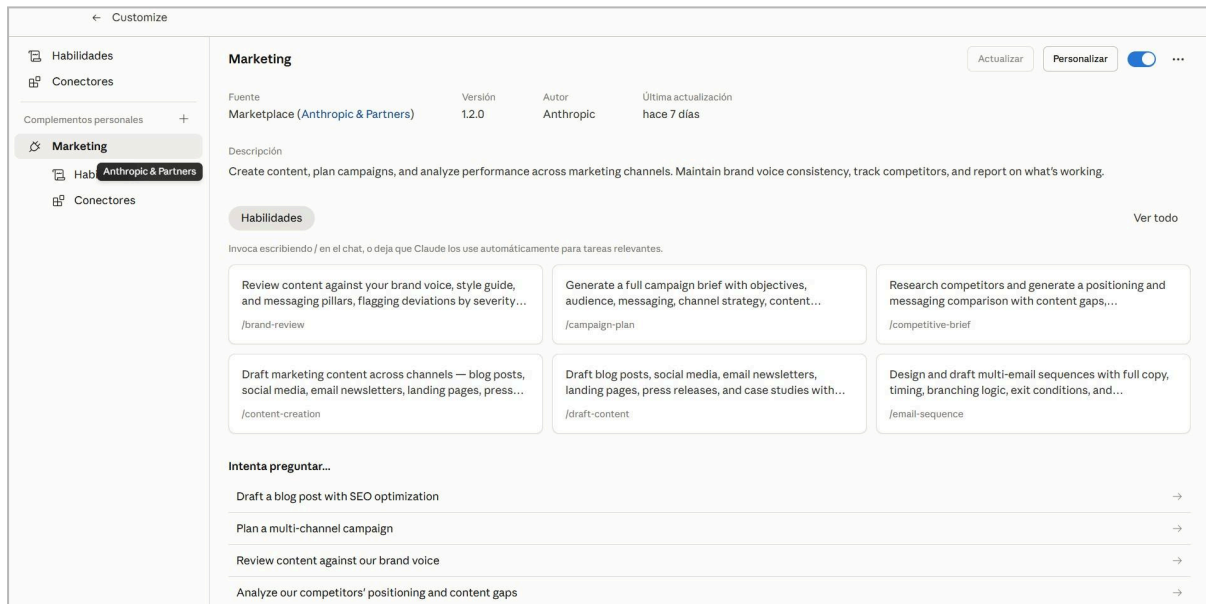 ← Customize
Habilidades
Conectores
Complementos personales +
Marketing
Habi
Anthropic & Partners
Conectores
Marketing
Actualizar
Personalizar
Fuente
Versión
Autor
Última actualización
Marketplace (Anthropic & Partners)
1.2.0
Anthropic
hace 7 días
Descripción
Create content, plan campaigns, and analyze performance across marketing channels. Maintain brand voice consistency, track competitors, and report on what's working.
Habilidades
Ver todo
Invoca escribiendo / en el chat, o deja que Claude los use automáticamente para tareas relevantes.
Review content against your brand voice, style guide,
and messaging pillars, flagging deviations by severity...
/brand-review
Generate a full campaign brief with objectives,
audience, messaging, channel strategy, content...
/campaign-plan
Research competitors and generate a positioning and
messaging comparison with content gaps,...
/competitive-brief
Draft marketing content across channels — blog posts,
social media, email newsletters, landing pages, press...
/content-creation
Draft blog posts, social media, email newsletters,
landing pages, press releases, and case studies with...
/draft-content
Design and draft multi-email sequences with full copy,
timing, branching logic, exit conditions, and...
/email-sequence
Intenta preguntar...
Draft a blog post with SEO optimization →
Plan a multi-channel campaign →
Review content against our brand voice →
Analyze our competitors' positioning and content gaps →